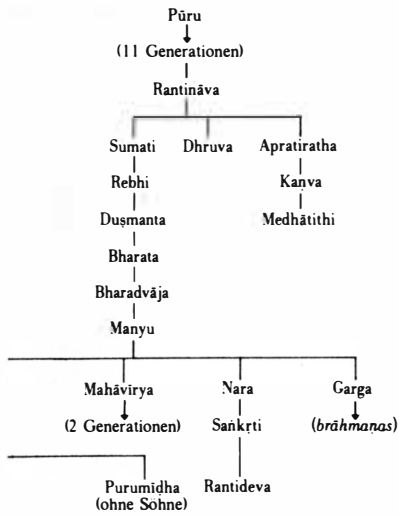 Pūru
(11 Generationen)
Rantināva
Sumati Dhruva Apratiratha
Rebhi Kaṇva
Duṣmanta Medhātithi
Bharata
Bharadvāja
Manyu
Mahāvīrya Nara Garga
(2 Generationen) Saṅkṛti (brāhmaṇas)
Purumīḍha Rantideva
(ohne Söhne)